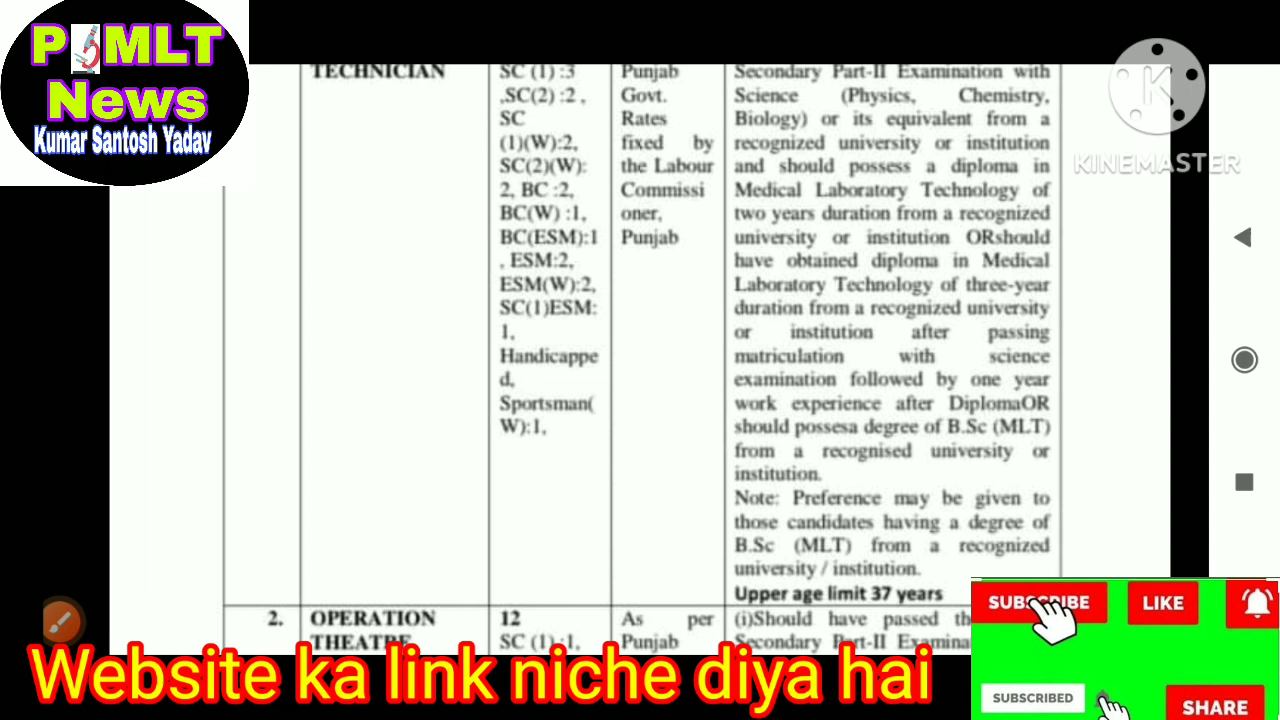 P MLT
News
Kumar Santosh Yadav
TECHNICIAN
SC (1) :3
,SC(2) :2 ,
SC
(1)(W):2,
SC(2)(W):
2, BC :2,
BC(W) :1,
BC(ESM):1
, ESM:2,
ESM(W):2,
SC(1)ESM:
1,
Handicappe
d,
Sportsman(
W):1,
Punjab
Govt.
Rates
fixed by
the Labour
Commissi
oner,
Punjab
Secondary Part-II Examination with
Science (Physics, Chemistry,
Biology) or its equivalent from a
recognized university or institution
and should possess a diploma in
Medical Laboratory Technology of
two years duration from a recognized
university or institution ORshould
have obtained diploma in Medical
Laboratory Technology of three-year
duration from a recognized university
or institution after passing
matriculation with science
examination followed by one year
work experience after DiplomaOR
should possesa degree of B.Sc (MLT)
from a recognised university or
institution.
Note: Preference may be given to
those candidates having a degree of
B.Sc (MLT) from a recognized
university / institution.
Upper age limit 37 years
2.
OPERATION
THEATRE
12
SC (1) :1,
As per
Punjab
(i)Should have passed
Secondary Part-II
K
KINEMASTER
SUBSCRIBE
LIKE
SUBSCRIBED
SHARE
Website ka link niche diya hai